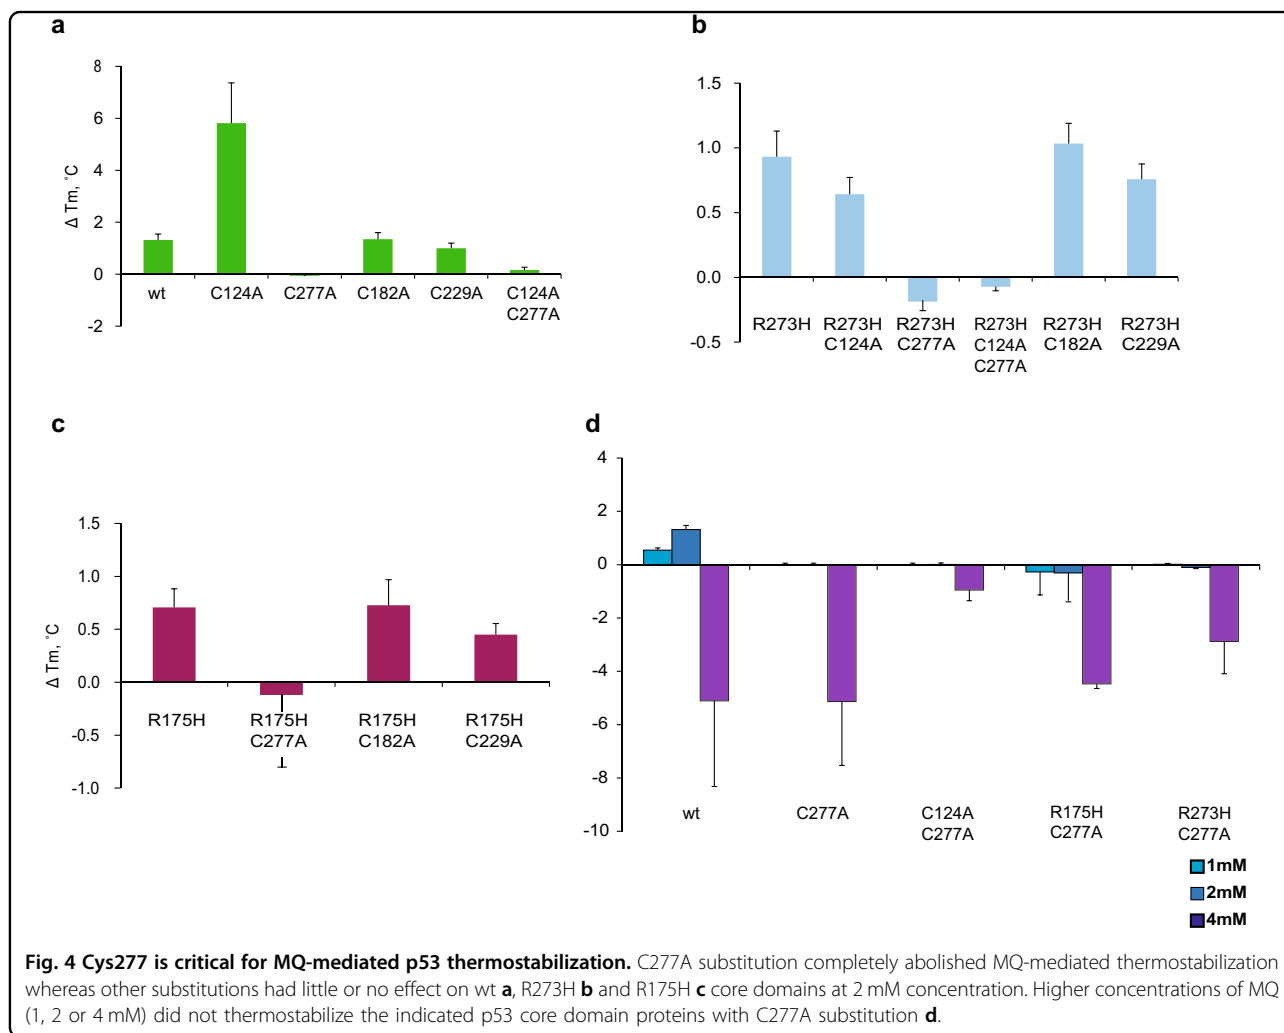 a
8
6
4
2
0
-2
Δ Tm, ˚C
wt
C124A
C277A
C182A
C229A
C124A
C277A
b
1.5
1.0
0.5
0.0
-0.5
R273H
R273H
C124A
R273H
C277A
R273H
C124A
C277A
R273H
C182A
R273H
C229A
c
1.5
1.0
0.5
0.0
-0.5
-1.0
Δ Tm, ˚C
R175H
R175H
C277A
R175H
C182A
R175H
C229A
d
4
2
0
-2
-4
-6
-8
-10
wt
C277A
C124A
C277A
R175H
C277A
R273H
C277A
1mM
2mM
4mM
Fig. 4 Cys277 is critical for MQ-mediated p53 thermostabilization. C277A substitution completely abolished MQ-mediated thermostabilization
whereas other substitutions had little or no effect on wt a, R273H b and R175H c core domains at 2 mM concentration. Higher concentrations of MQ
(1, 2 or 4 mM) did not thermostabilize the indicated p53 core domain proteins with C277A substitution d.